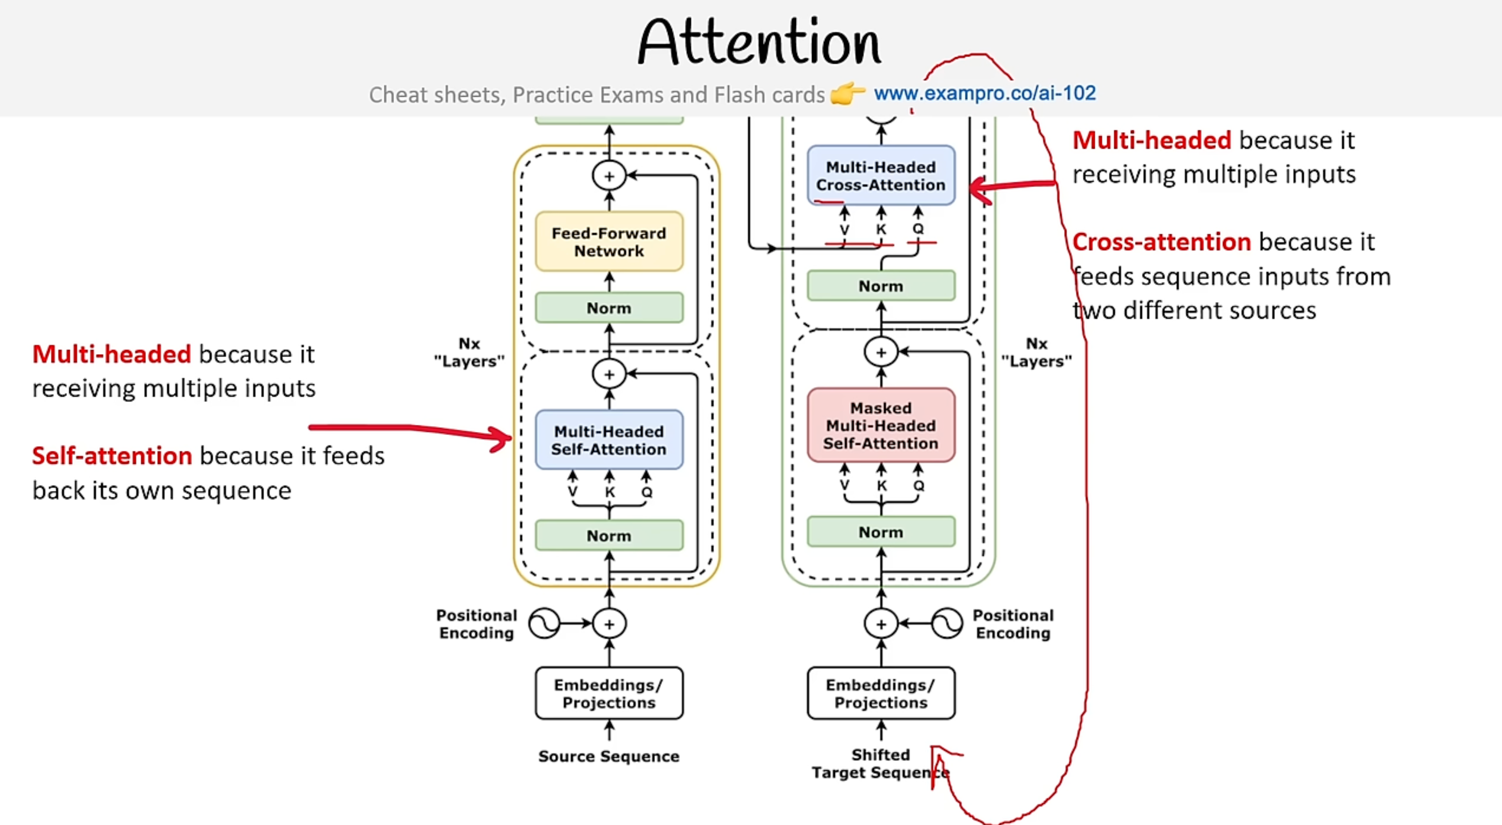 Attention
Cheat sheets, Practice Exams and Flash cards 👉 www.exampro.co/ai-102
Multi-headed because it
receiving multiple inputs
Self-attention because it feeds
back its own sequence
Nx
"Layers"
Feed-Forward
Network
Norm
Multi-Headed
Self-Attention
V K Q
Norm
Positional
Encoding
+
+
+
Embeddings/
Projections
Source Sequence
Multi-Headed
Cross-Attention
V K Q
Norm
+
Masked
Multi-Headed
Self-Attention
V K Q
Norm
+
Positional
Encoding
Embeddings/
Projections
Shifted
Target Sequence
Nx
"Layers"
Multi-headed because it
receiving multiple inputs
Cross-attention because it
feeds sequence inputs from
two different sources